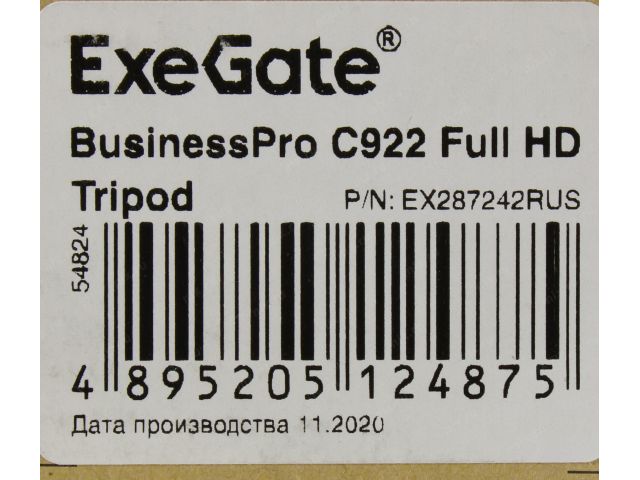 ExeGate®
BusinessPro C922 Full HD
Tripod
P/N: EX287242RUS
54824
4 895205 124875
Дата производства 11.2020